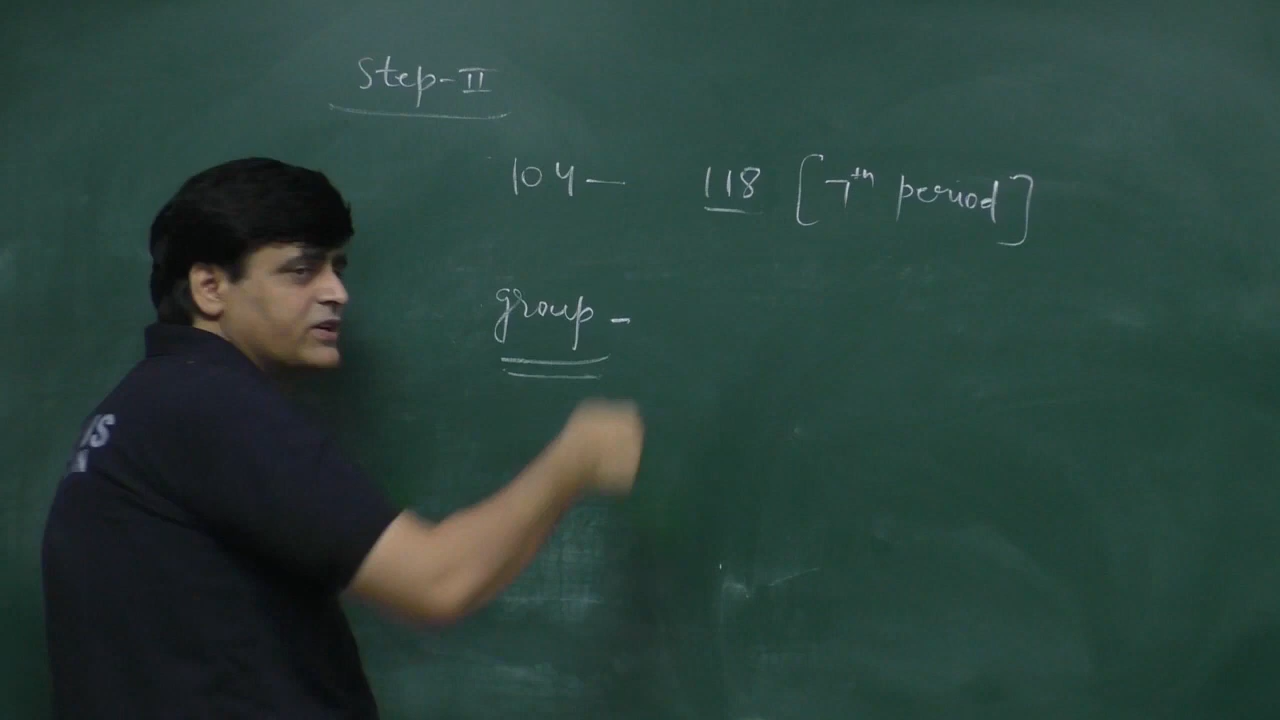 Step-II
104 — 118 [7th period]
group -